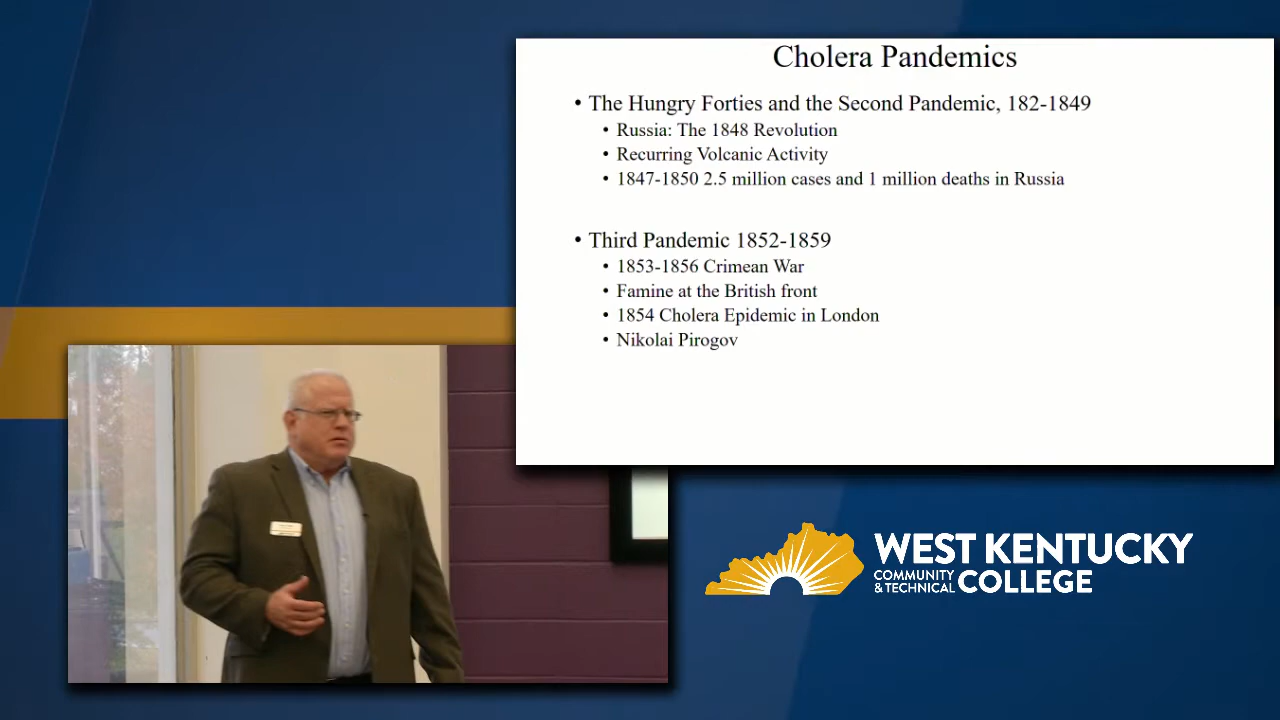 Cholera Pandemics
• The Hungry Forties and the Second Pandemic, 182-1849
• Russia: The 1848 Revolution
• Recurring Volcanic Activity
• 1847-1850 2.5 million cases and 1 million deaths in Russia
• Third Pandemic 1852-1859
• 1853-1856 Crimean War
• Famine at the British front
• 1854 Cholera Epidemic in London
• Nikolai Pirogov
WEST KENTUCKY
COMMUNITY & TECHNICAL COLLEGE